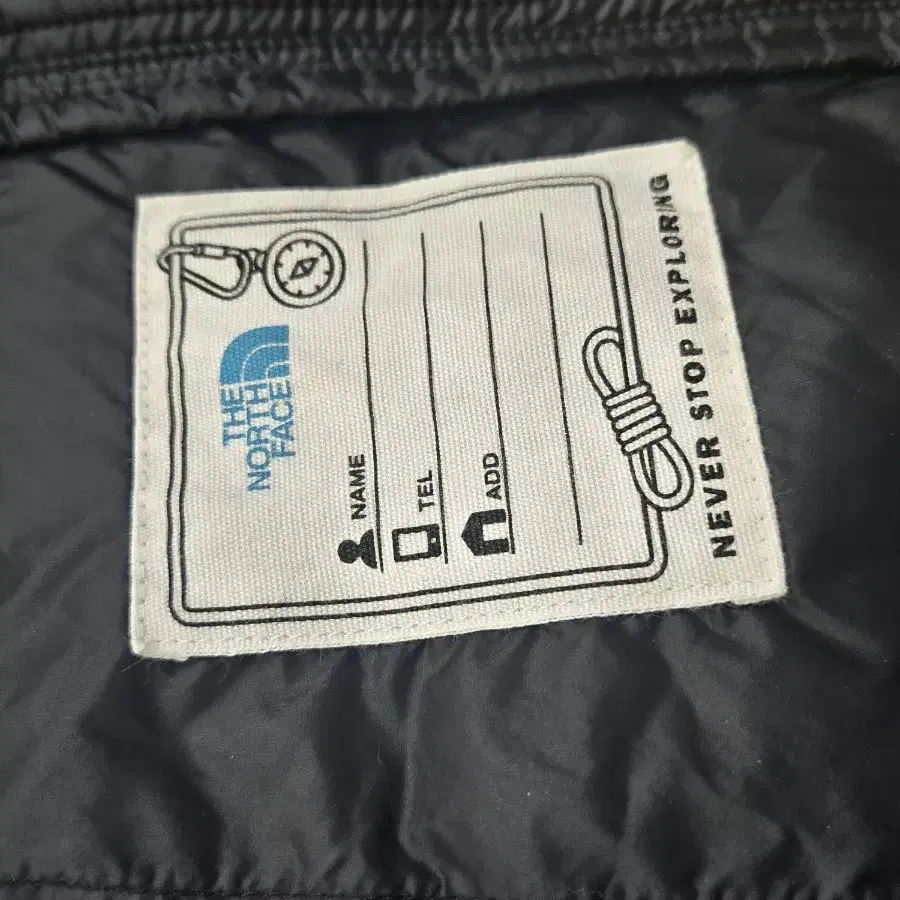 THE
NORTH
FACE
NAME
TEL
ADD
NEVER STOP EXPLORING